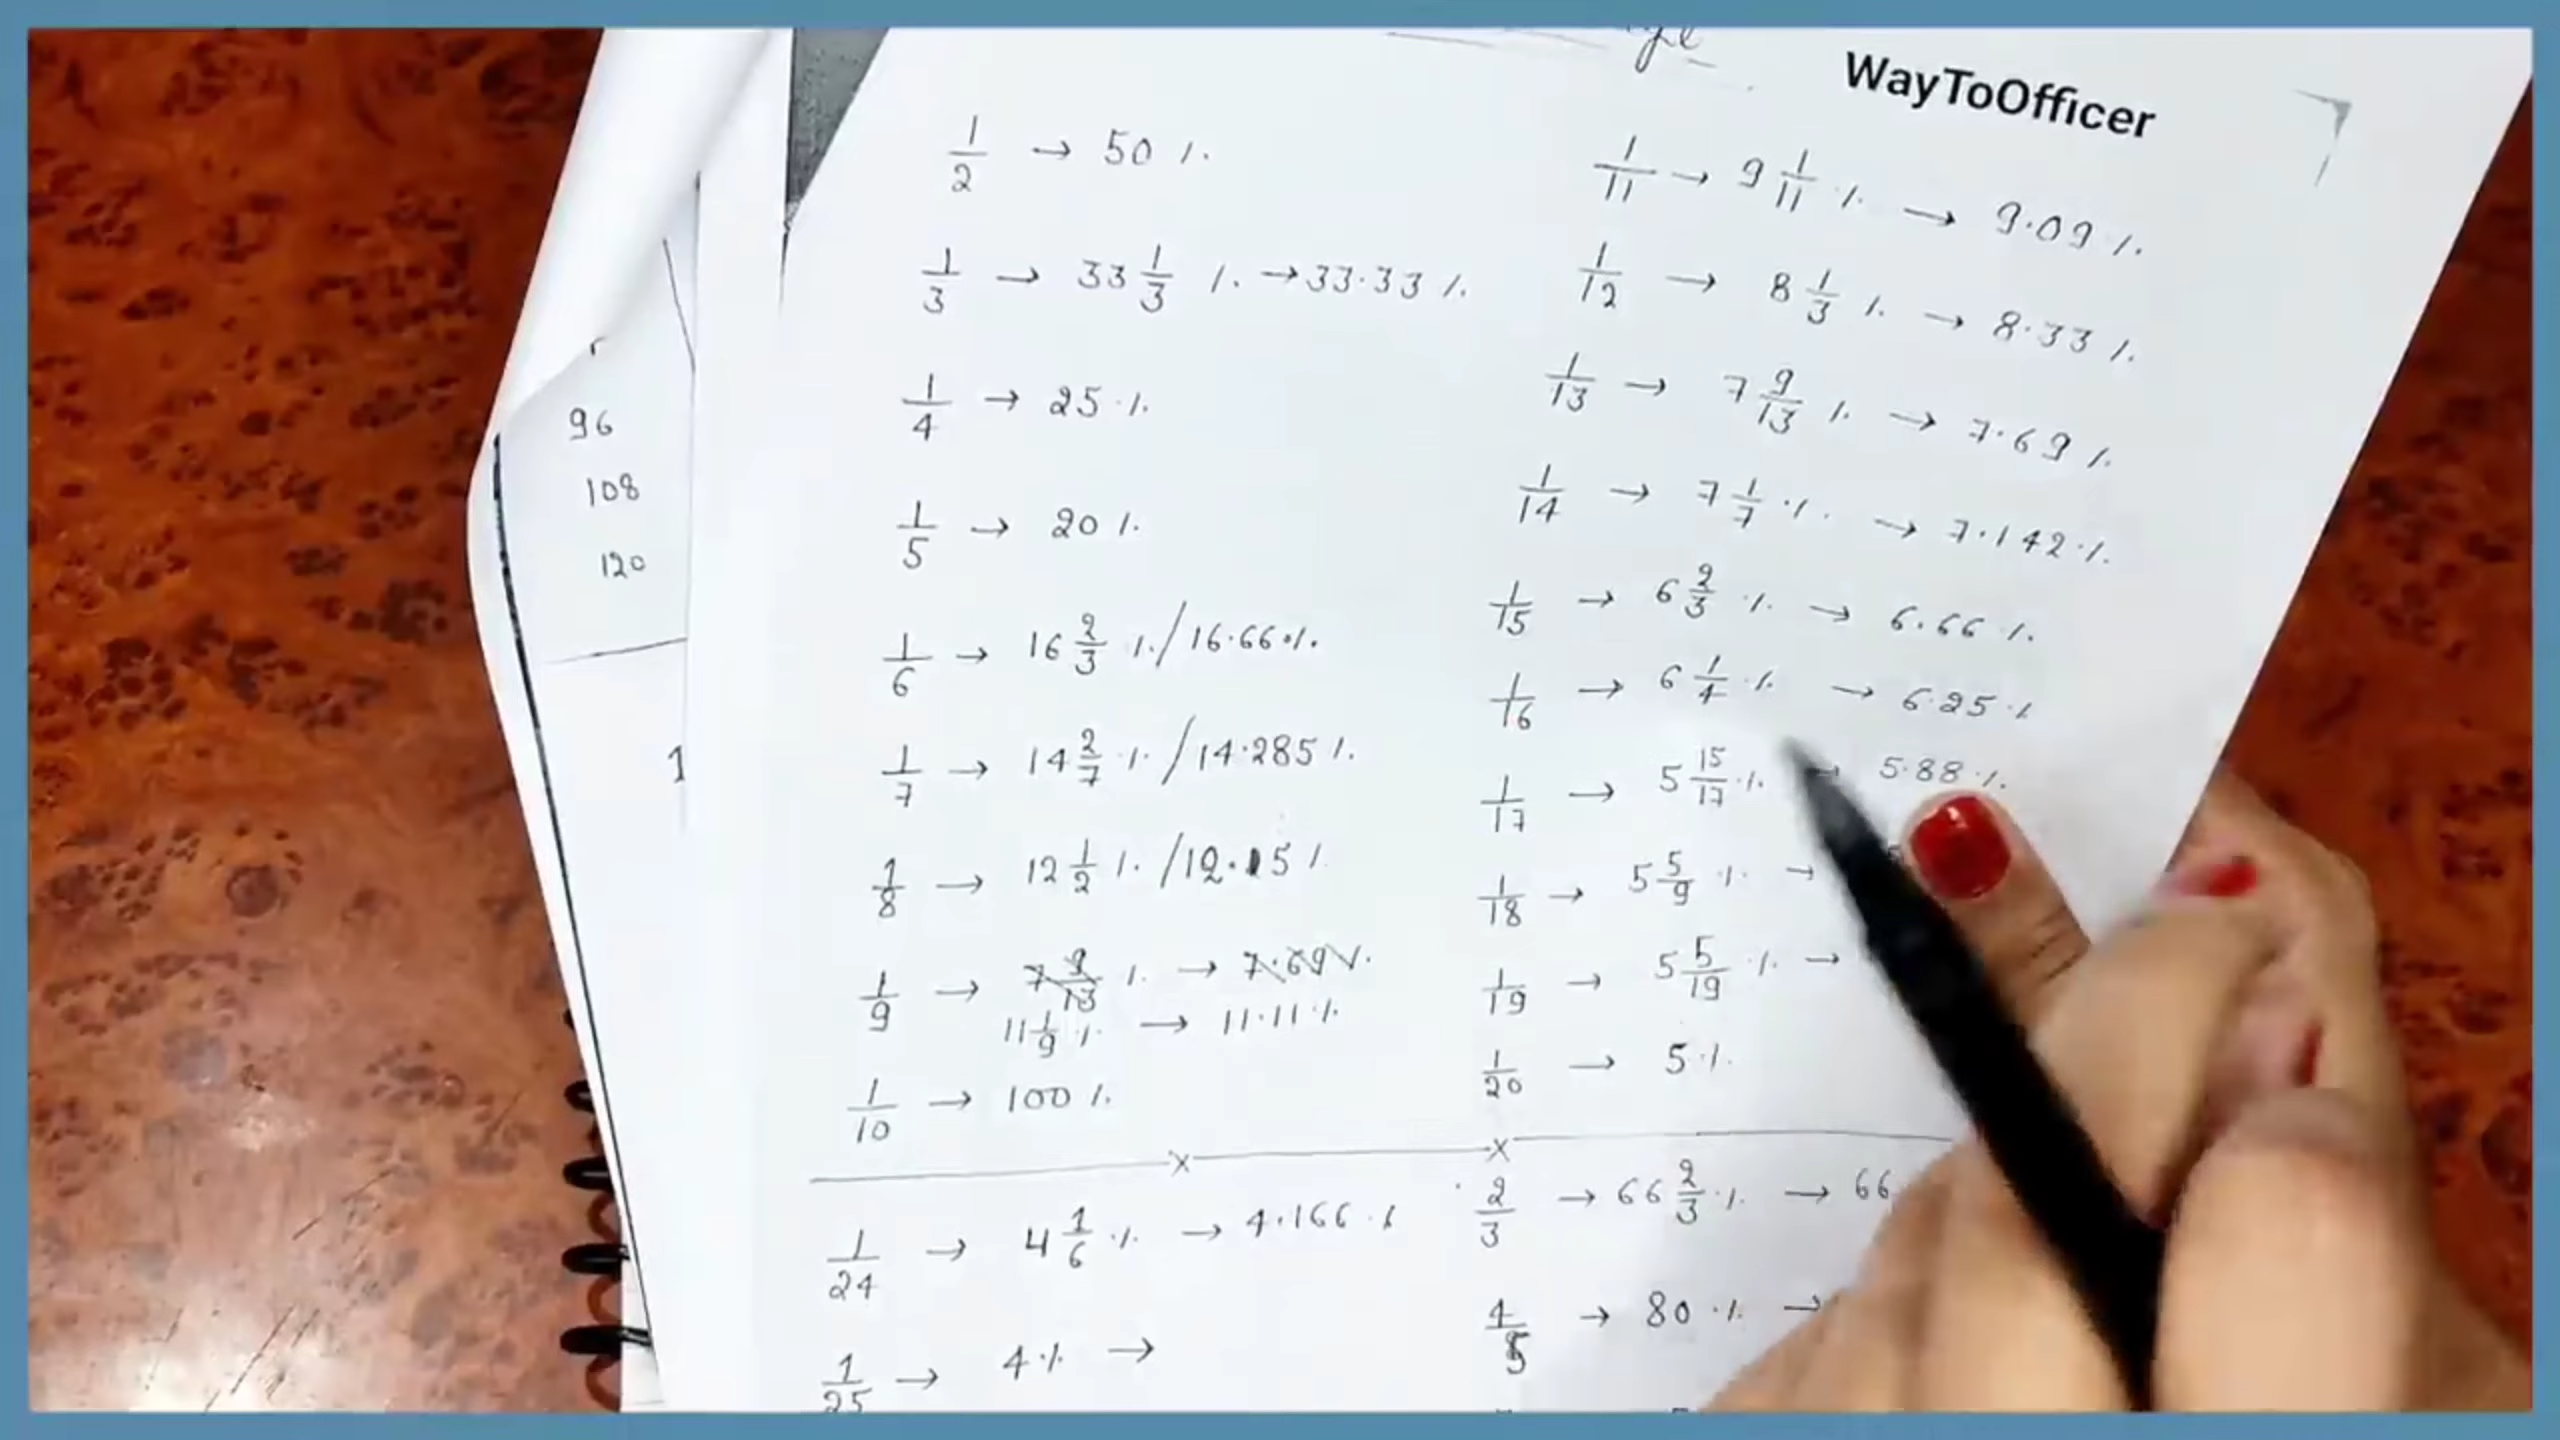 WayToOfficer
1/2 → 50 %
1/3 → 33 1/3 % → 33.33 %
1/4 → 25 %
1/5 → 20 %
1/6 → 16 2/3 % / 16.66 %
1/7 → 14 2/7 % / 14.285 %
1/8 → 12 1/2 % / 12.15 %
1/9 → 7 9/13 % → 7.69 %
11 1/9 % → 11.11 %
1/10 → 100 %
1/24 → 4 1/6 % → 4.166 %
1/25 → 4 % →
1/11 → 9 1/11 % → 9.09 %
1/12 → 8 1/3 % → 8.33 %
1/13 → 7 9/13 % → 7.69 %
1/14 → 7 1/7 % → 7.142 %
1/15 → 6 2/3 % → 6.66 %
1/16 → 6 1/4 % → 6.25 %
1/17 → 5 15/17 % → 5.88 %
1/18 → 5 5/9 % →
1/19 → 5 5/19 % →
1/20 → 5 %
2/3 → 66 2/3 % → 66
4/5 → 80 % →
96
108
120
1